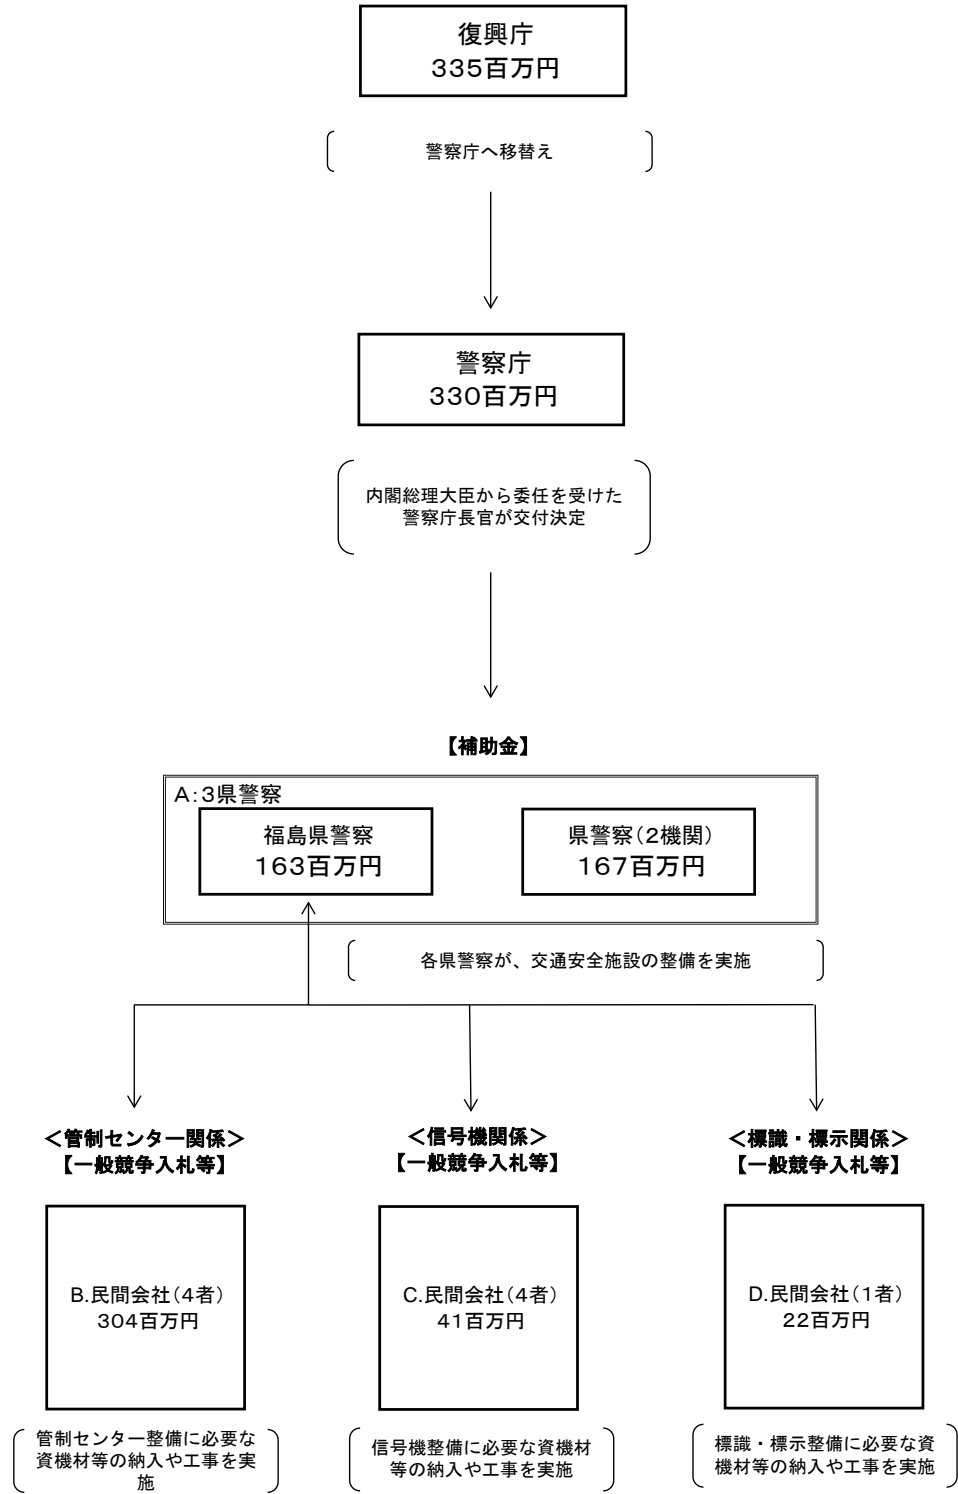 復興庁
335百万円
警察庁へ移替え
警察庁
330百万円
内閣総理大臣から委任を受けた
警察庁長官が交付決定
【補助金】
A:3県警察
福島県警察
163百万円
県警察(2機関)
167百万円
各県警察が、交通安全施設の整備を実施
<管制センター関係>
【一般競争入札等】
<信号機関係>
【一般競争入札等】
<標識・標示関係>
【一般競争入札等】
B.民間会社(4者)
304百万円
C.民間会社(4者)
41百万円
D.民間会社(1者)
22百万円
管制センター整備に必要な
資機材等の納入や工事を実
施
信号機整備に必要な資機材
等の納入や工事を実施
標識・標示整備に必要な資
機材等の納入や工事を実施